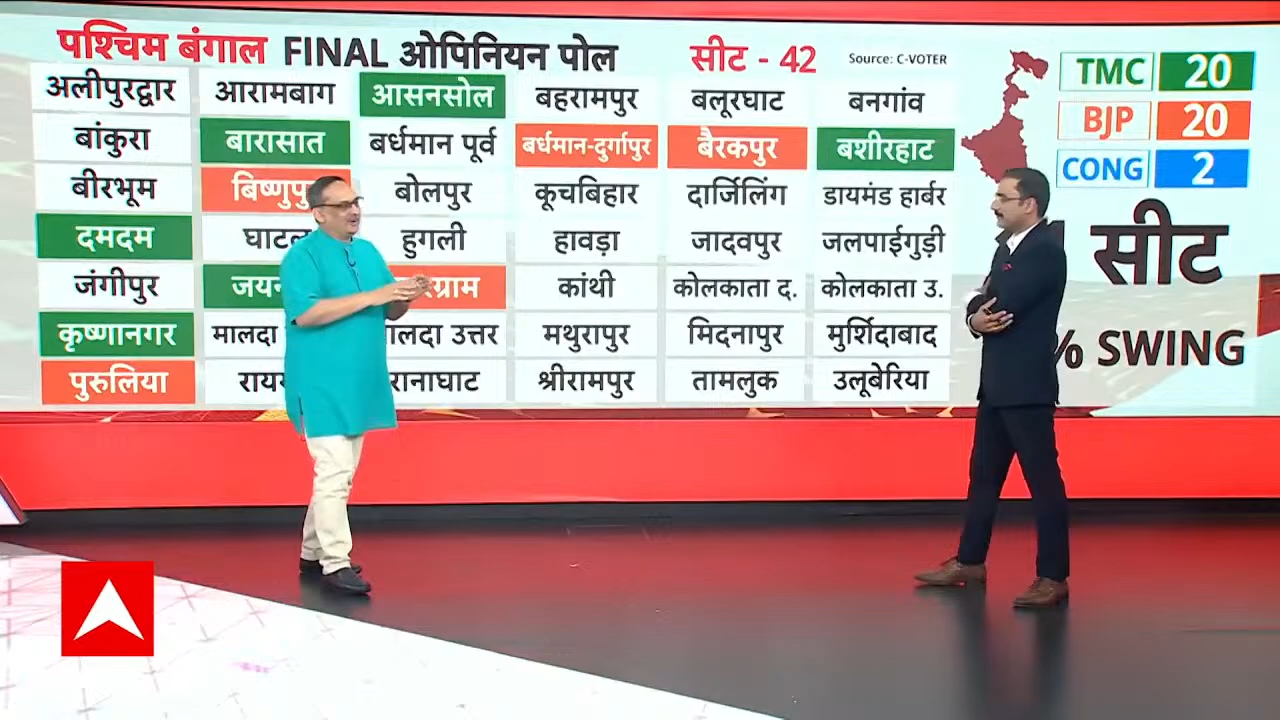 पश्चिम बंगाल FINAL ओपिनियन पोल सीट - 42 Source: C-VOTER
TMC 20
BJP 20
CONG 2
अलीपुरद्वार आरामबाग आसनसोल बहरामपुर बलूरघाट बनगांव
बांकुरा बारासात बर्धमान पूर्व बर्धमान-दुर्गापुर बैरकपुर बशीरहाट
बीरभूम बोलपुर कूचबिहार दार्जिलिंग डायमंड हार्बर
दमदम हुगली हावड़ा जादवपुर जलपाईगुड़ी
जंगीपुर कांथी कोलकाता द. कोलकाता उ.
कृष्णानगर मालदा उत्तर मथुरापुर मिदनापुर मुर्शिदाबाद
पुरुलिया रानाघाट श्रीरामपुर तामलुक उलूबेरिया
सीट
% SWING